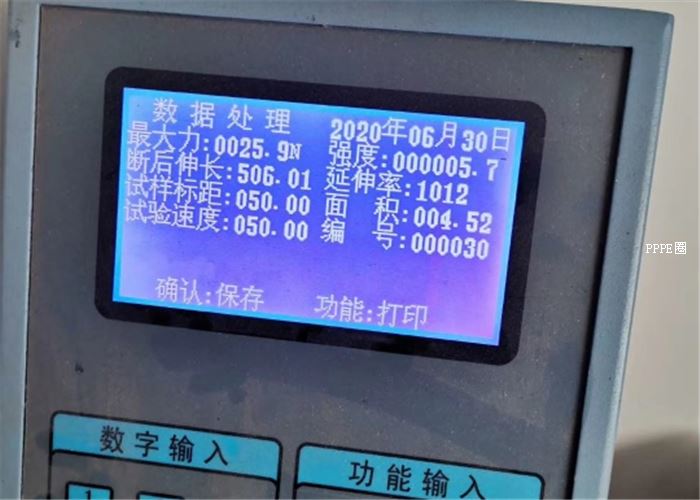 数据处理 2020年06月30日
最大力:0025.9N 强度:000005.7
断后伸长:506.01 延伸率:1012
试样标距:050.00 面 积:004.52
试验速度:050.00 编 号:000030
确认:保存 功能:打印
PPPE圈
数字输入 功能输入
1